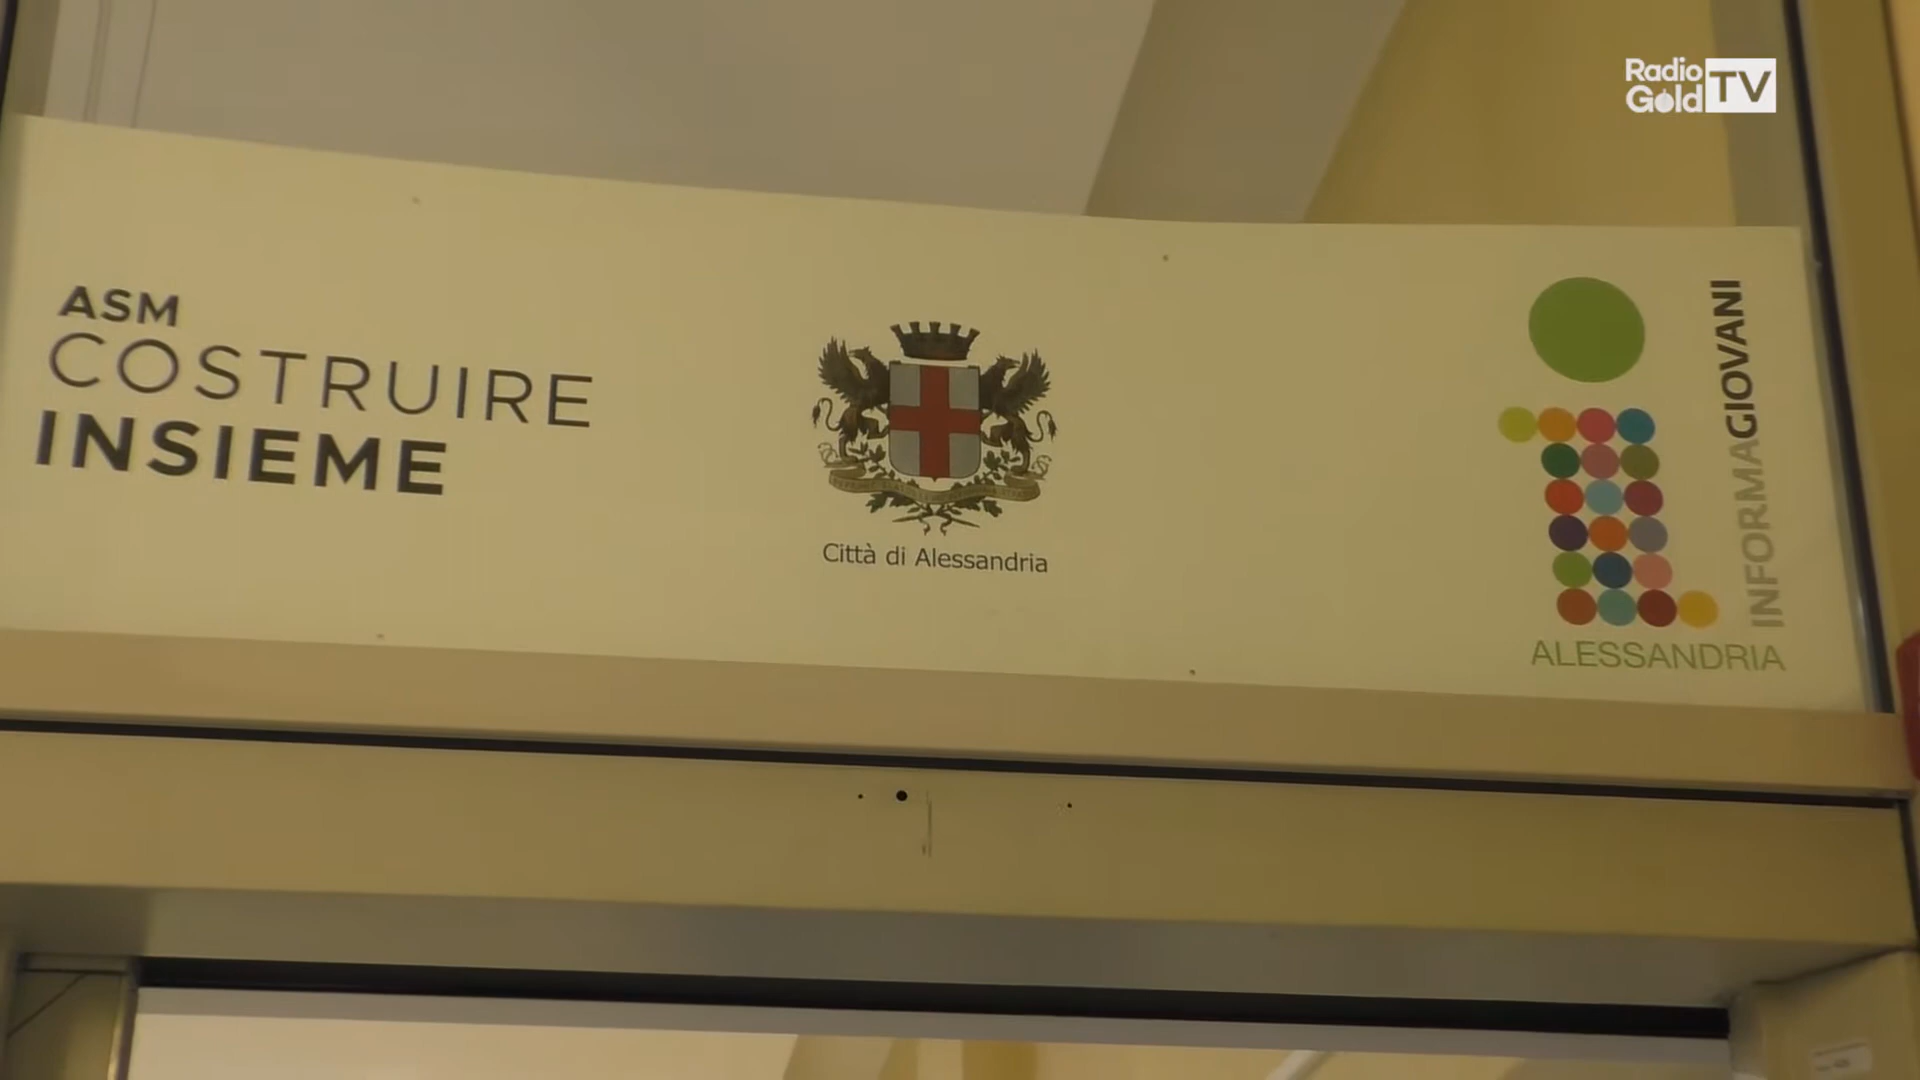 Radio
Gold TV
ASM
COSTRUIRE
INSIEME
Città di Alessandria
INFORMAGIOVANI
ALESSANDRIA